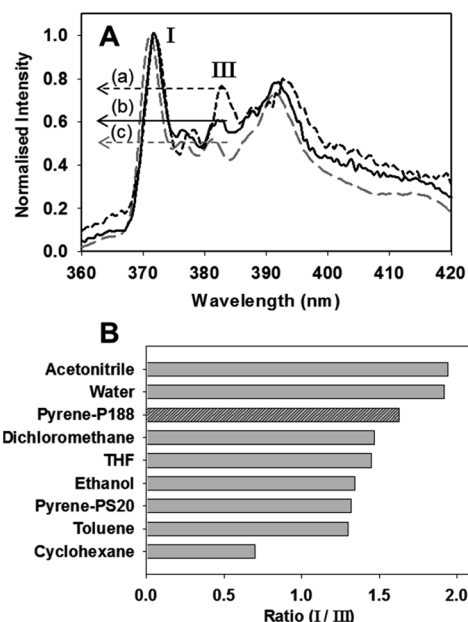 A
I
III
(a)
(b)
(c)
Normalised Intensity
1.0
0.8
0.6
0.4
0.2
0.0
360 370 380 390 400 410 420
Wavelength (nm)
B
Acetonitrile
Water
Pyrene-P188
Dichloromethane
THF
Ethanol
Pyrene-PS20
Toluene
Cyclohexane
0.0 0.5 1.0 1.5 2.0
Ratio (I / III)